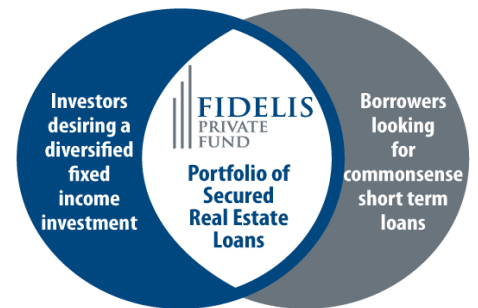 Investors
desiring a
diversified
fixed
income
investment
FIDELIS
PRIVATE
FUND
Portfolio of
Secured
Real Estate
Loans
Borrowers
looking
for
commonsense
short term
loans